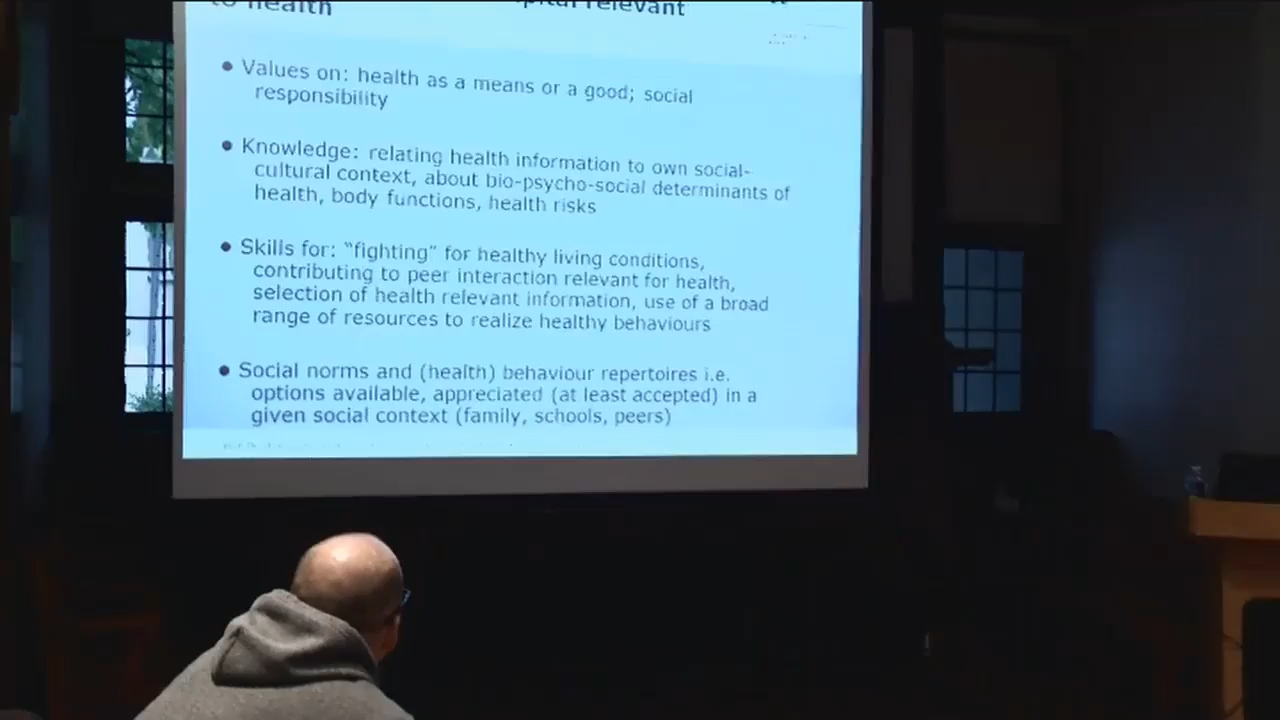 relevant
to health
• Values on: health as a means or a good; social
responsibility
• Knowledge: relating health information to own social-
cultural context, about bio-psycho-social determinants of
health, body functions, health risks
• Skills for: “fighting” for healthy living conditions,
contributing to peer interaction relevant for health,
selection of health relevant information, use of a broad
range of resources to realize healthy behaviours
• Social norms and (health) behaviour repertoires i.e.
options available, appreciated (at least accepted) in a
given social context (family, schools, peers)